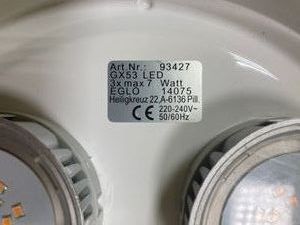 Art.Nr.: 93427
GX53 LED
3x max 7 Watt
EGLO 14075
Heiligkreuz 22,A-6136 Pill.
CE 220-240V~
50/60Hz